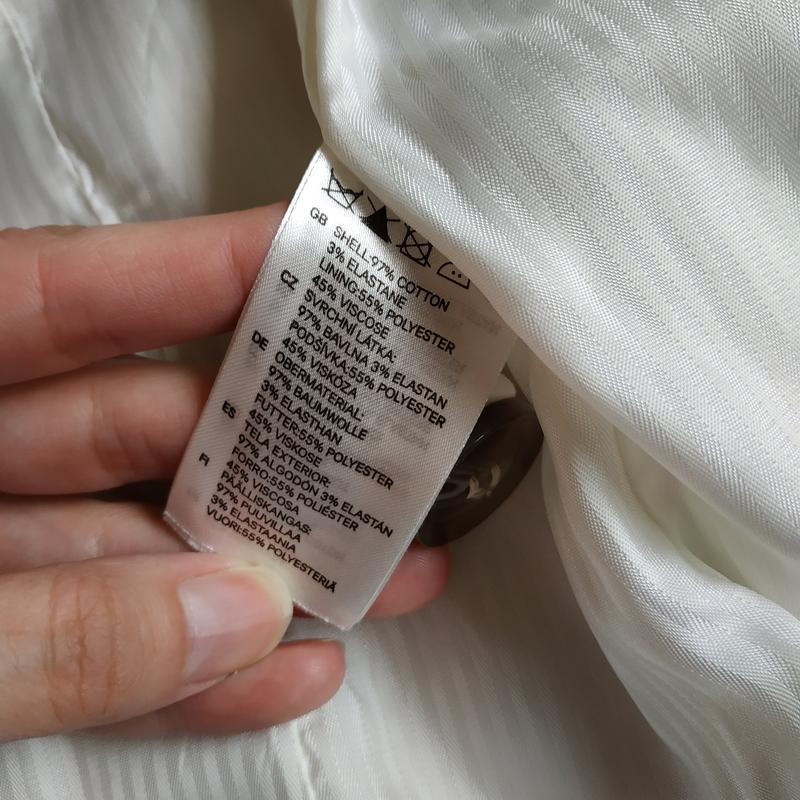 GB SHELL:97% COTTON
3% ELASTANE
LINING:55% POLYESTER
45% VISCOSE
CZ SVRCHNÍ LÁTKA:
97% BAVLNA 3% ELASTAN
PODŠÍVKA:55% POLYESTER
45% VISKÓZA
DE OBERMATERIAL:
97% BAUMWOLLE
3% ELASTHAN
FUTTER:55% POLYESTER
45% VISKOSE
ES TELA EXTERIOR:
97% ALGODÓN 3% ELASTÁN
FORRO:55% POLIÉSTER
45% VISCOSA
FI PÄÄLLISKANGAS:
97% PUUVILLAA
3% ELASTAANIA
VUORI:55% POLYESTERIÄ